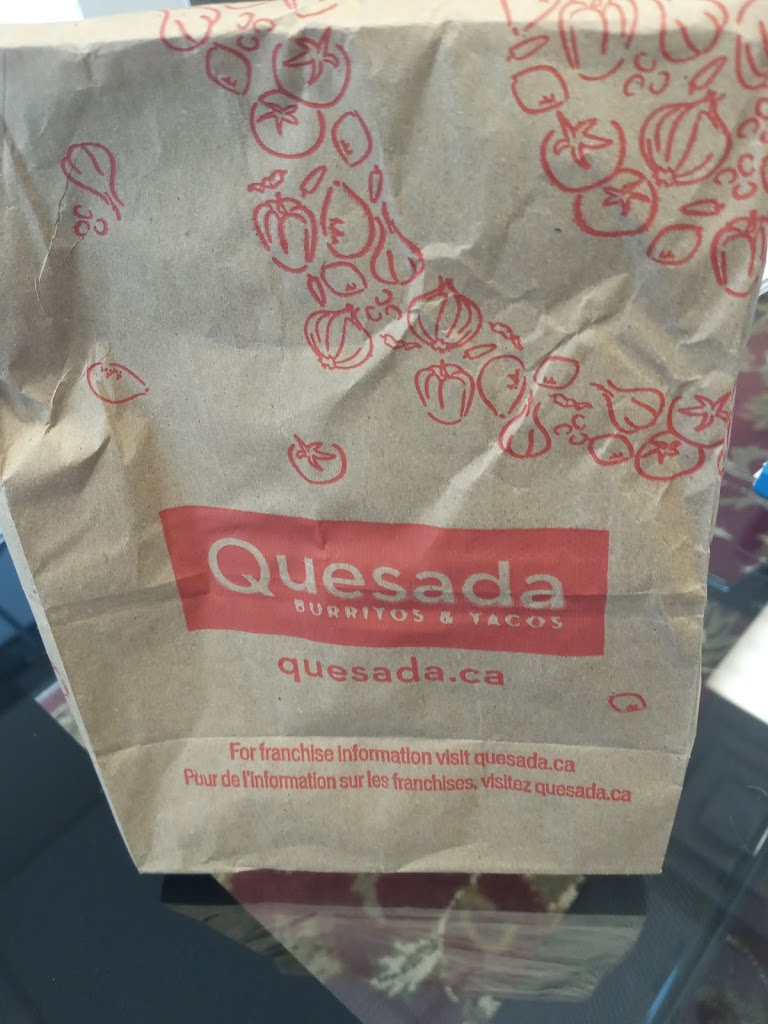 Quesada
BURRITOS & TACOS
quesada.ca
For franchise information visit quesada.ca
Pour de l'information sur les franchises, visitez quesada.ca